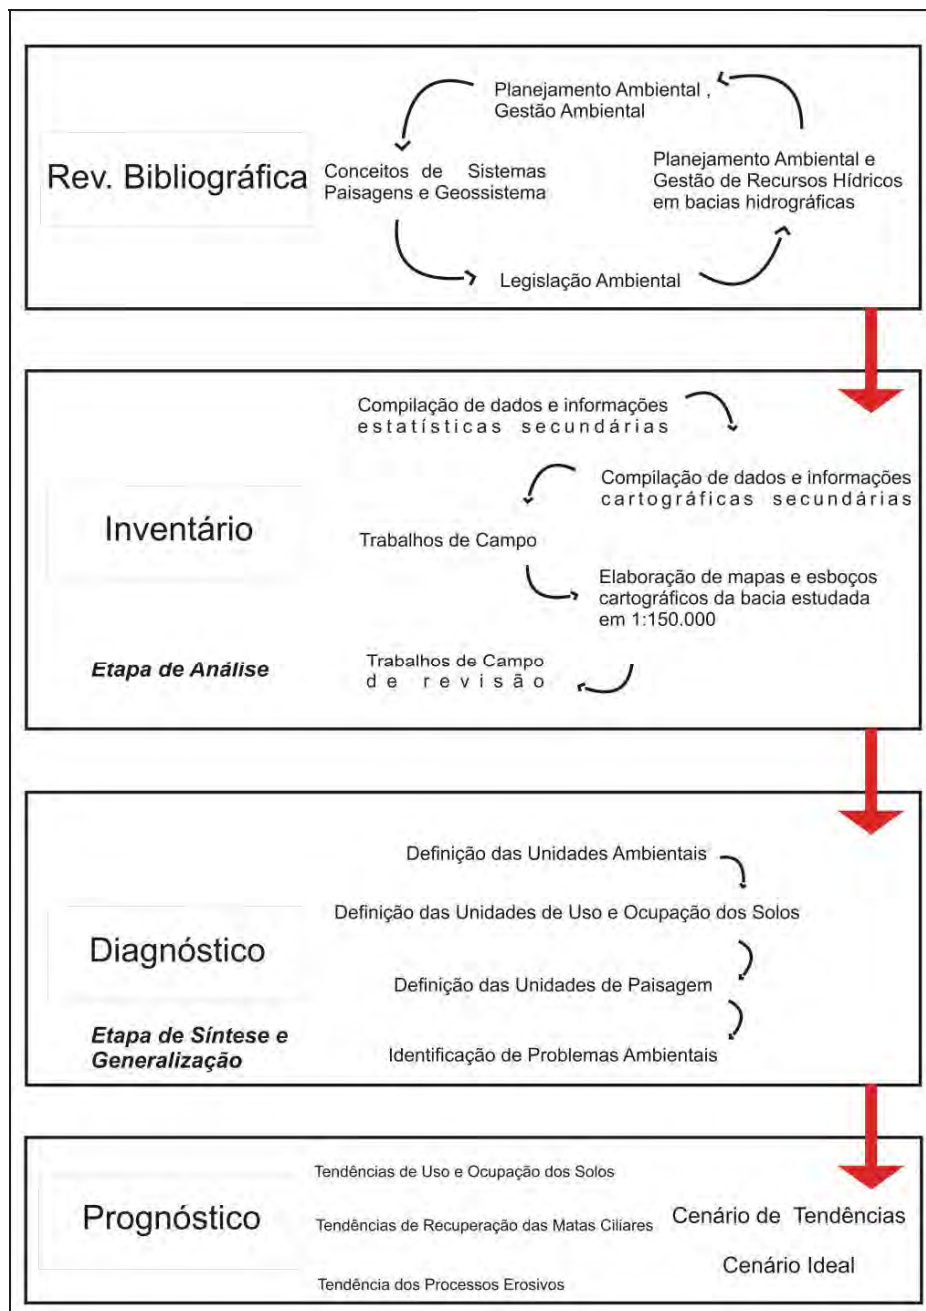 Rev. Bibliográfica
Planejamento Ambiental ,
Gestão Ambiental
Conceitos de Sistemas
Paisagens e Geossistema
Planejamento Ambiental e
Gestão de Recursos Hídricos
em bacias hidrográficas
Legislação Ambiental
Inventário
Etapa de Análise
Compilação de dados e informações
estatísticas secundárias
Compilação de dados e informações
cartográficas secundárias
Trabalhos de Campo
Elaboração de mapas e esboços
cartográficos da bacia estudada
em 1:150.000
Trabalhos de Campo
de revisão
Diagnóstico
Etapa de Síntese e
Generalização
Definição das Unidades Ambientais
Definição das Unidades de Uso e Ocupação dos Solos
Definição das Unidades de Paisagem
Identificação de Problemas Ambientais
Prognóstico
Tendências de Uso e Ocupação dos Solos
Tendências de Recuperação das Matas Ciliares
Tendência dos Processos Erosivos
Cenário de Tendências
Cenário Ideal